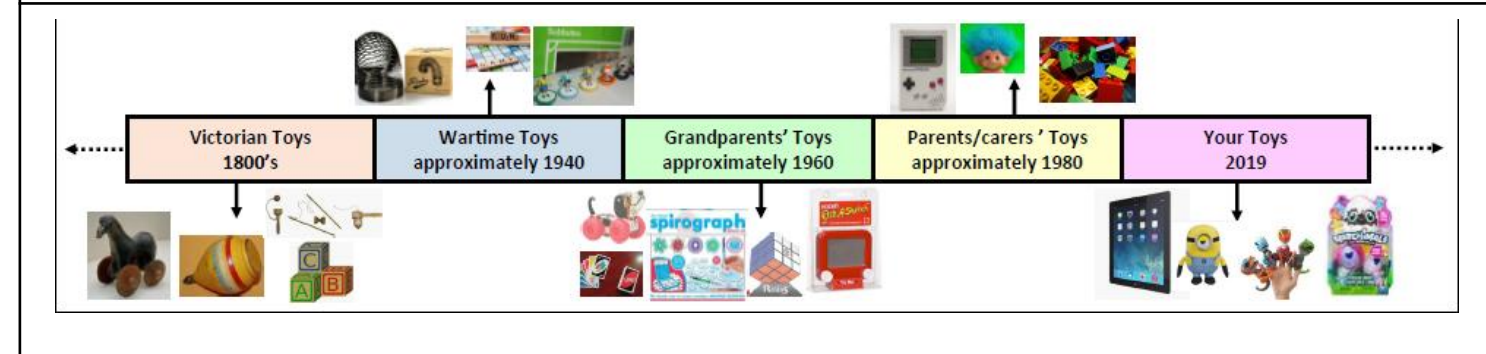 Subbuteo
Victorian Toys
1800's
Wartime Toys
approximately 1940
Grandparents' Toys
approximately 1960
Parents/carers ' Toys
approximately 1980
Your Toys
2019
spirograph
C
A B